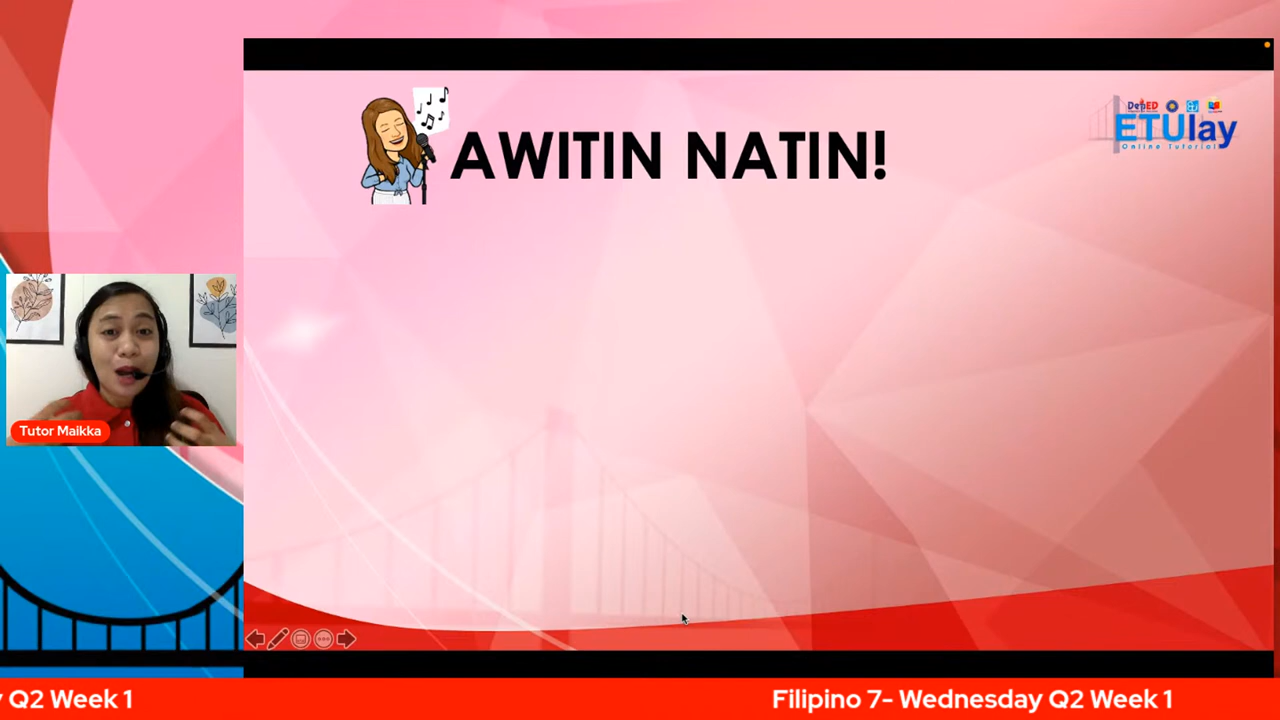 AWITIN NATIN!
DepED
ETUlay
Online Tutorial
Tutor Maikka
Q2 Week 1
Filipino 7- Wednesday Q2 Week 1